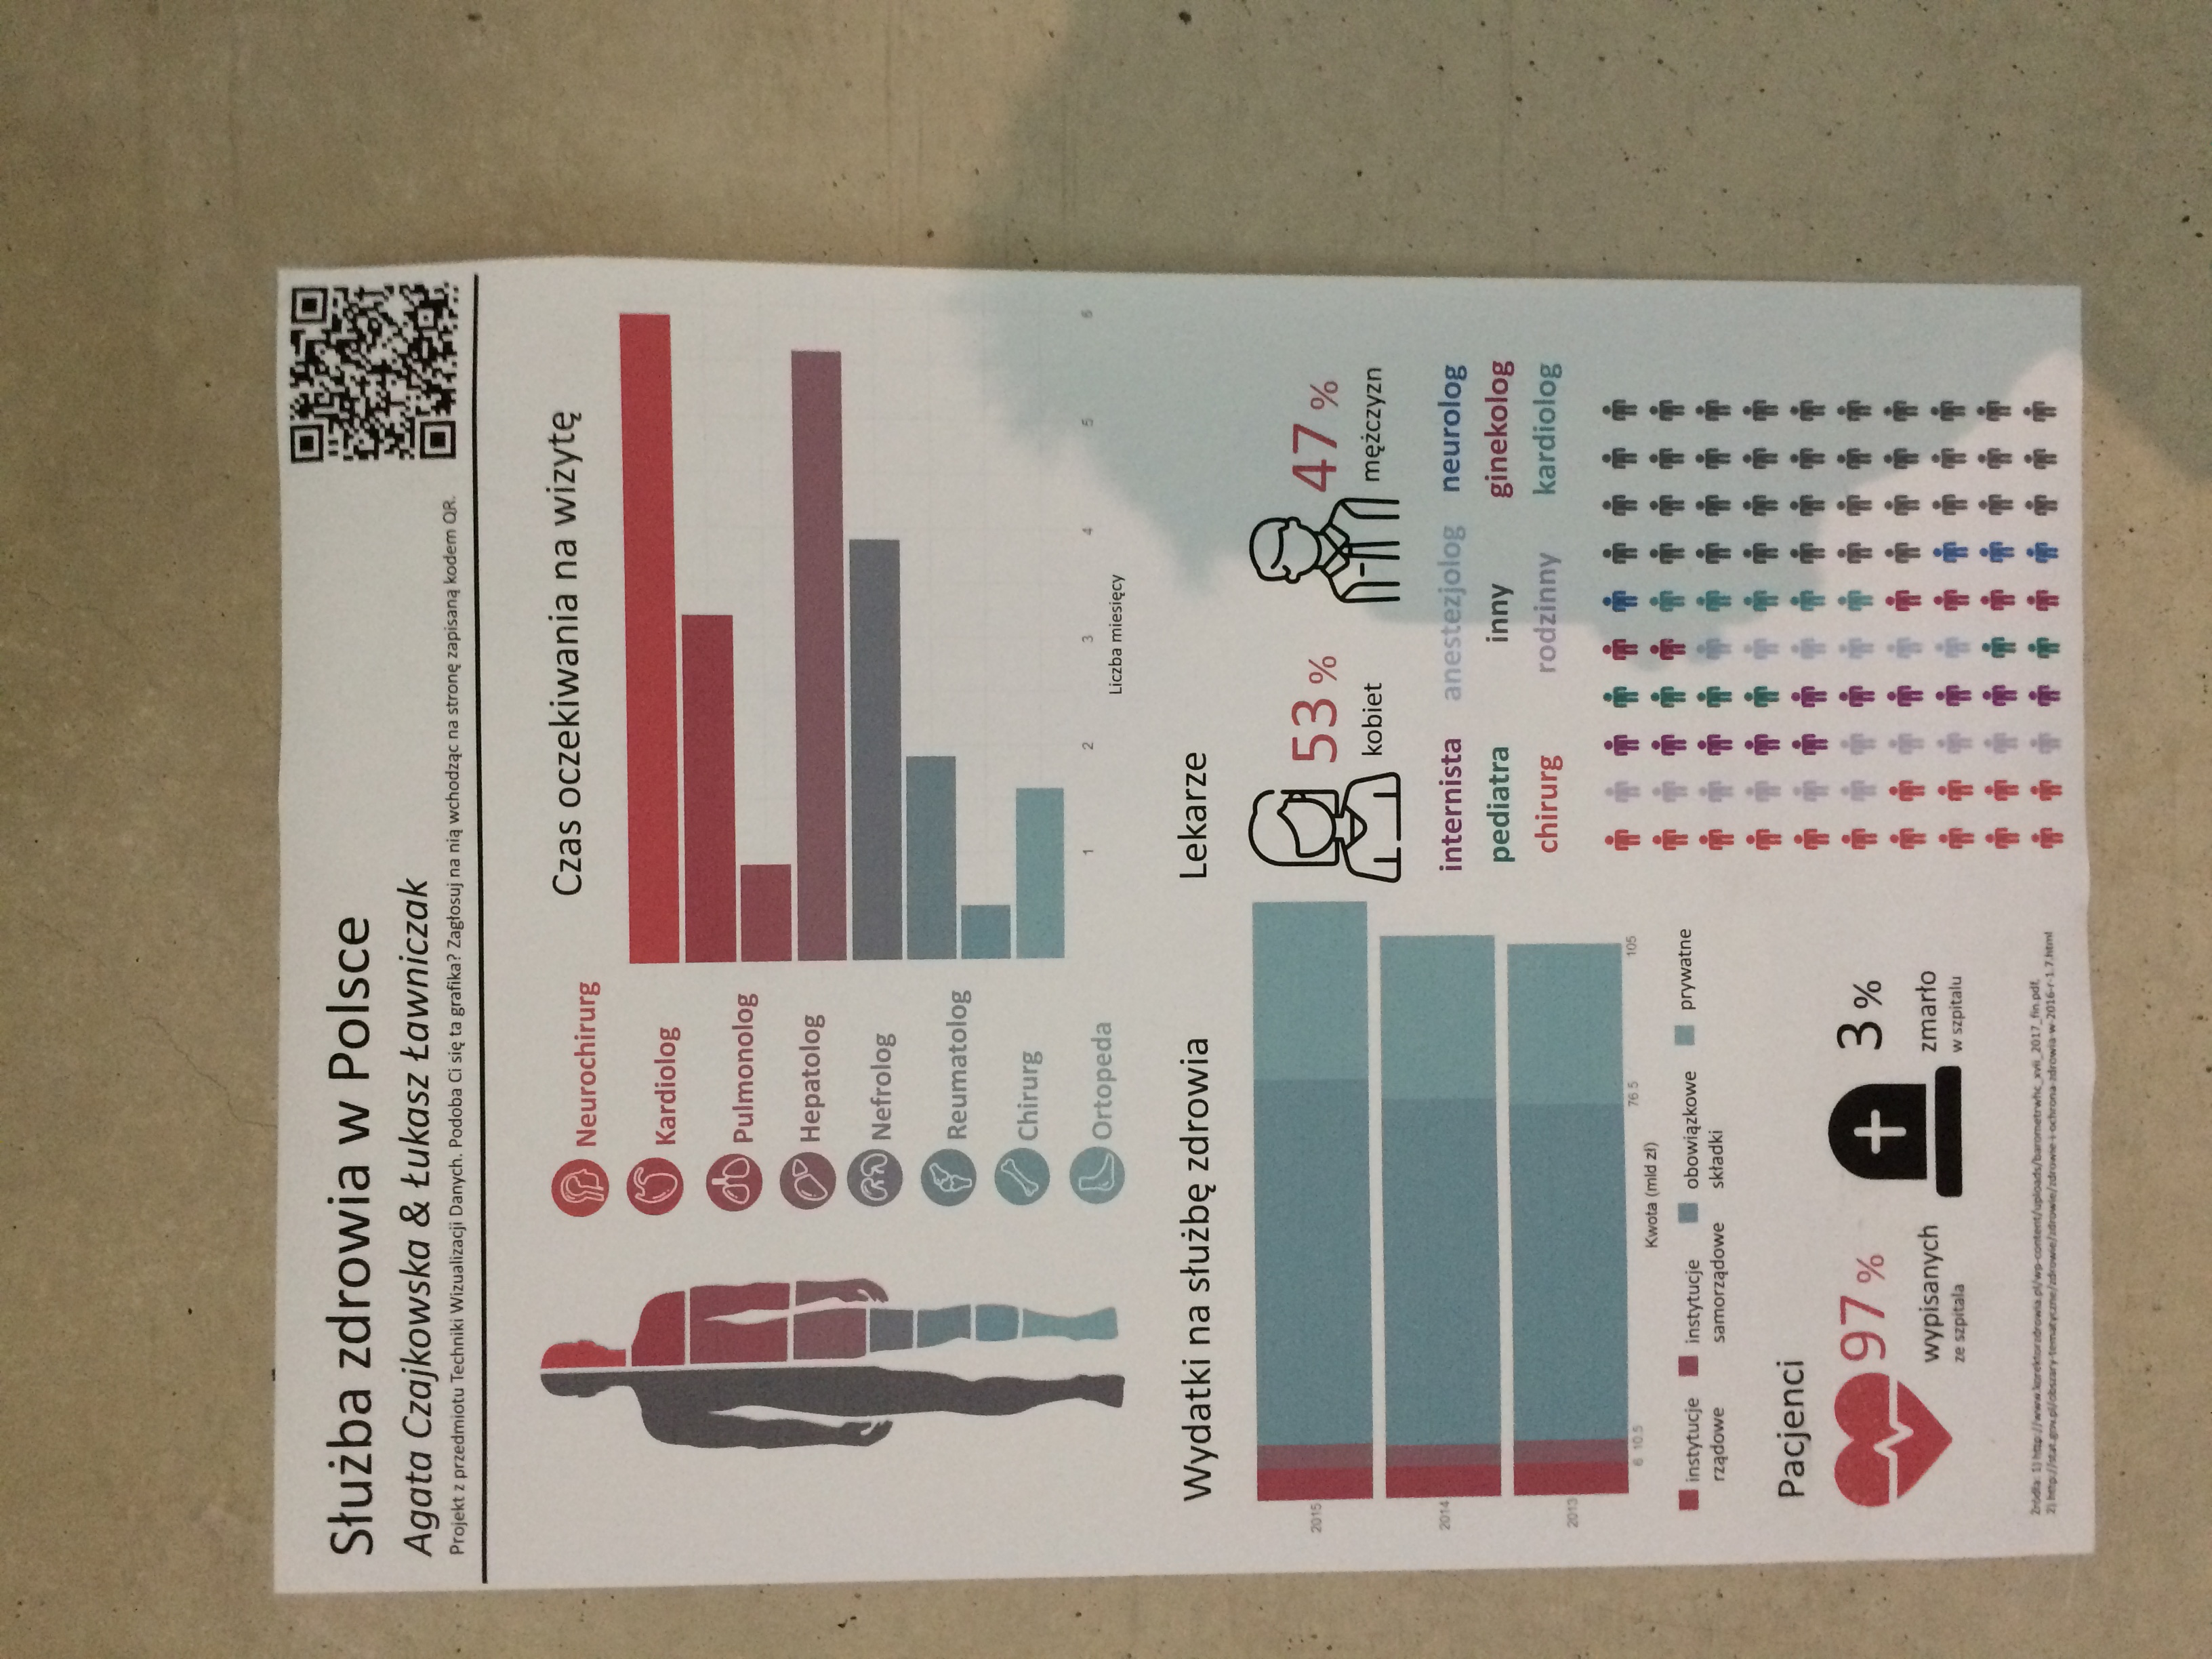 Służba zdrowia w Polsce
Agata Czajkowska & Łukasz Ławniczak
Projekt z przedmiotu Techniki Wizualizacji Danych. Podoba Ci się ta grafika? Zagłosuj na nią wchodząc na stronę zapisaną kodem QR.
Czas oczekiwania na wizytę
Neurochirurg
Kardiolog
Pulmonolog
Hepatolog
Nefrolog
Reumatolog
Chirurg
Ortopeda
1 2 3 4 5 6
Liczba miesięcy
Wydatki na służbę zdrowia
2015
2014
2013
6 10.5 76.5 105
Kwota (mld zł)
instytucje rządowe
instytucje samorządowe
obowiązkowe składki
prywatne
Lekarze
53 %
kobiet
47 %
mężczyzn
internista anestezjolog neurolog
pediatra inny ginekolog
chirurg rodzinny kardiolog
Pacjenci
97 %
wypisanych
ze szpitala
3 %
zmarło
w szpitalu
Źródła: 1) http://www.korektorzdrowia.pl/wp-content/uploads/barometrwhc_xvii_2017_fin.pdf,
2) http://stat.gov.pl/obszary-tematyczne/zdrowie/zdrowie/zdrowie-i-ochrona-zdrowia-w-2016-r-1.7.html